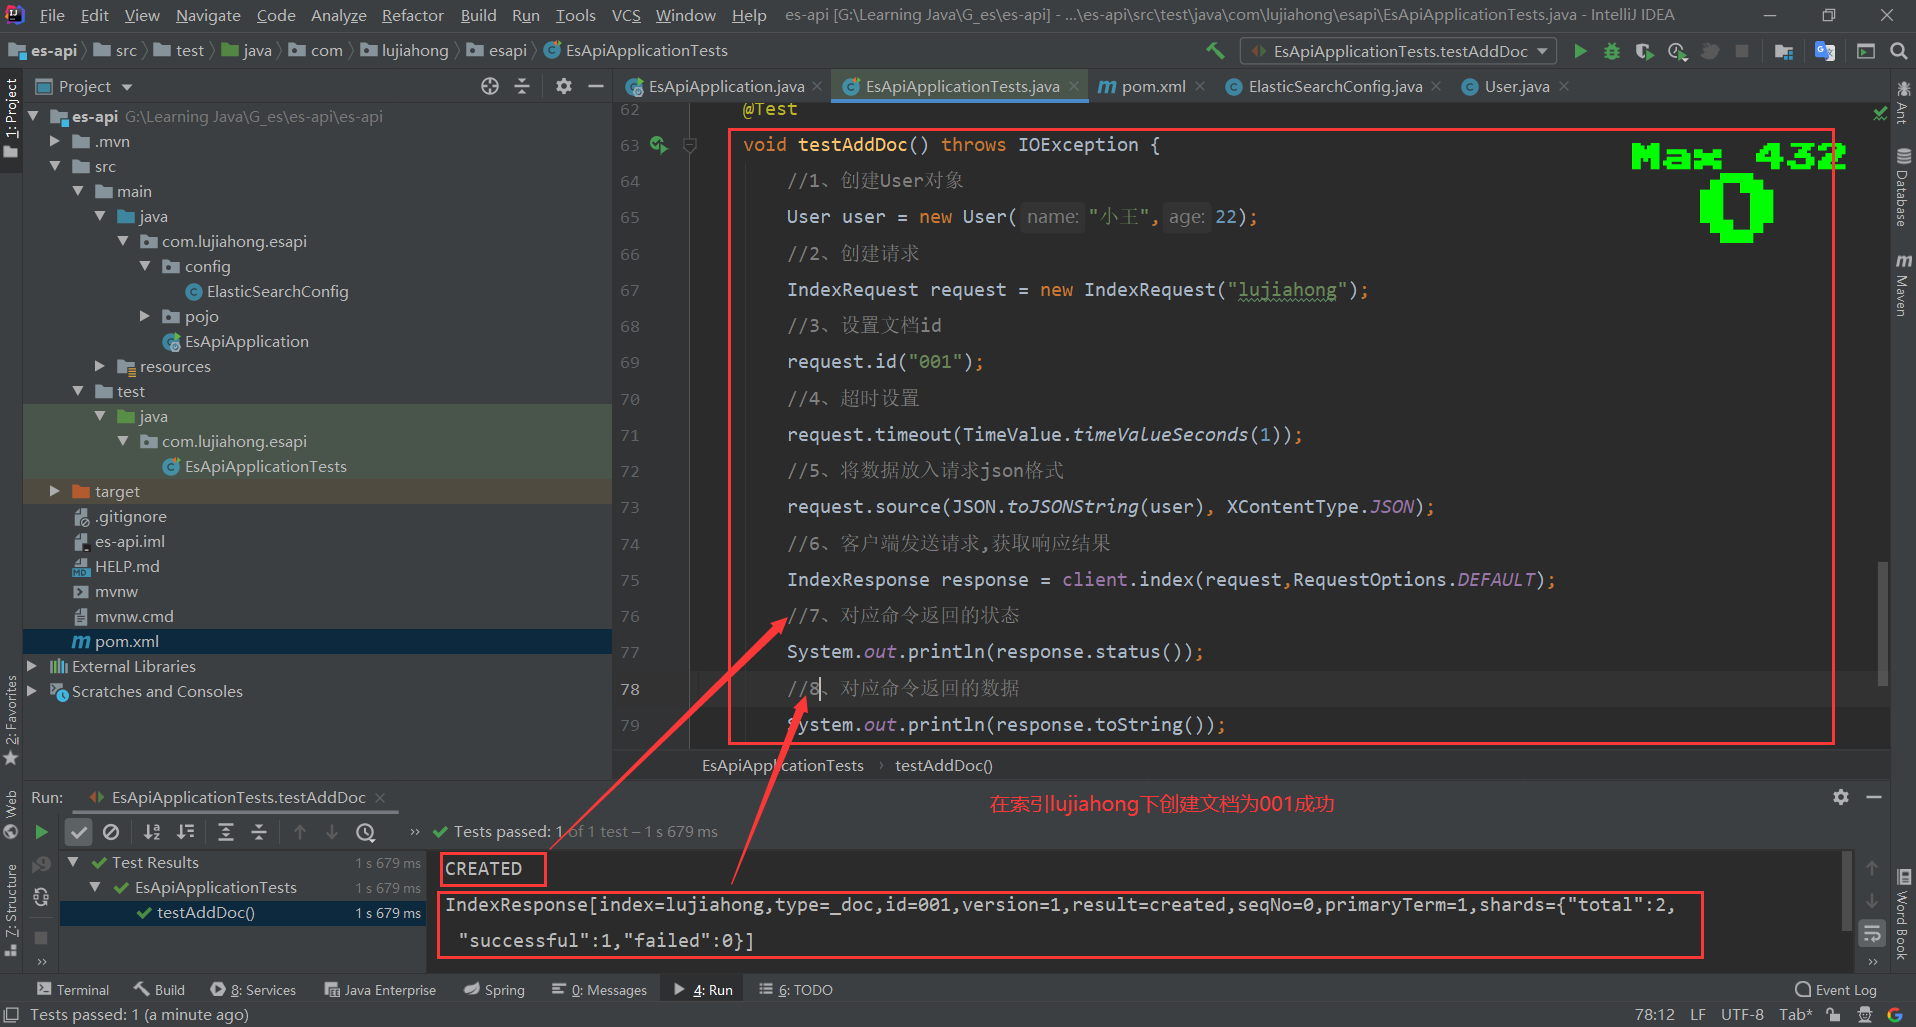 File Edit View Navigate Code Analyze Refactor Build Run Tools VCS Window Help es-api [G:\Learning Java\G_es\es-api] - ...\es-api\src\test\java\com\lujiahong\esapi\EsApiApplicationTests.java - IntelliJ IDEA
es-api src test java com lujiahong esapi EsApiApplicationTests EsApiApplicationTests.testAddDoc
Project
EsApiApplication.java EsApiApplicationTests.java pom.xml ElasticSearchConfig.java User.java
1: Project
es-api G:\Learning Java\G_es\es-api\es-api
.mvn
src
main
java
com.lujiahong.esapi
config
ElasticSearchConfig
pojo
EsApiApplication
resources
test
java
com.lujiahong.esapi
EsApiApplicationTests
target
.gitignore
es-api.iml
HELP.md
mvnw
mvnw.cmd
pom.xml
External Libraries
Scratches and Consoles
2: Favorites
Web
7: Structure
62 @Test
63 void testAddDoc() throws IOException {
64 //1、创建User对象
65 User user = new User( name: "小王", age: 22);
66 //2、创建请求
67 IndexRequest request = new IndexRequest("lujiahong");
68 //3、设置文档id
69 request.id("001");
70 //4、超时设置
71 request.timeout(TimeValue.timeValueSeconds(1));
72 //5、将数据放入请求json格式
73 request.source(JSON.toJSONString(user), XContentType.JSON);
74 //6、客户端发送请求,获取响应结果
75 IndexResponse response = client.index(request,RequestOptions.DEFAULT);
76 //7、对应命令返回的状态
77 System.out.println(response.status());
78 //8、对应命令返回的数据
79 System.out.println(response.toString());
Max 432
0
Ant
Database
Maven
Word Book
EsApiApplicationTests › testAddDoc()
在索引lujiahong下创建文档为001成功
Run: EsApiApplicationTests.testAddDoc
Tests passed: 1 of 1 test – 1 s 679 ms
Test Results 1 s 679 ms
EsApiApplicationTests 1 s 679 ms
testAddDoc() 1 s 679 ms
CREATED
IndexResponse[index=lujiahong,type=_doc,id=001,version=1,result=created,seqNo=0,primaryTerm=1,shards={"total":2,
"successful":1,"failed":0}]
Terminal Build 8: Services Java Enterprise Spring 0: Messages 4: Run 6: TODO Event Log
Tests passed: 1 (a minute ago) 78:12 LF UTF-8 Tab*